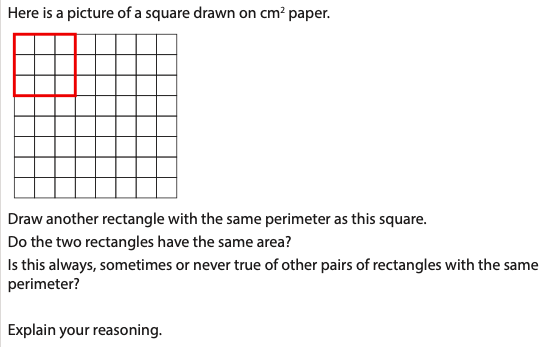 Here is a picture of a square drawn on cm² paper.
Draw another rectangle with the same perimeter as this square.
Do the two rectangles have the same area?
Is this always, sometimes or never true of other pairs of rectangles with the same
perimeter?
Explain your reasoning.